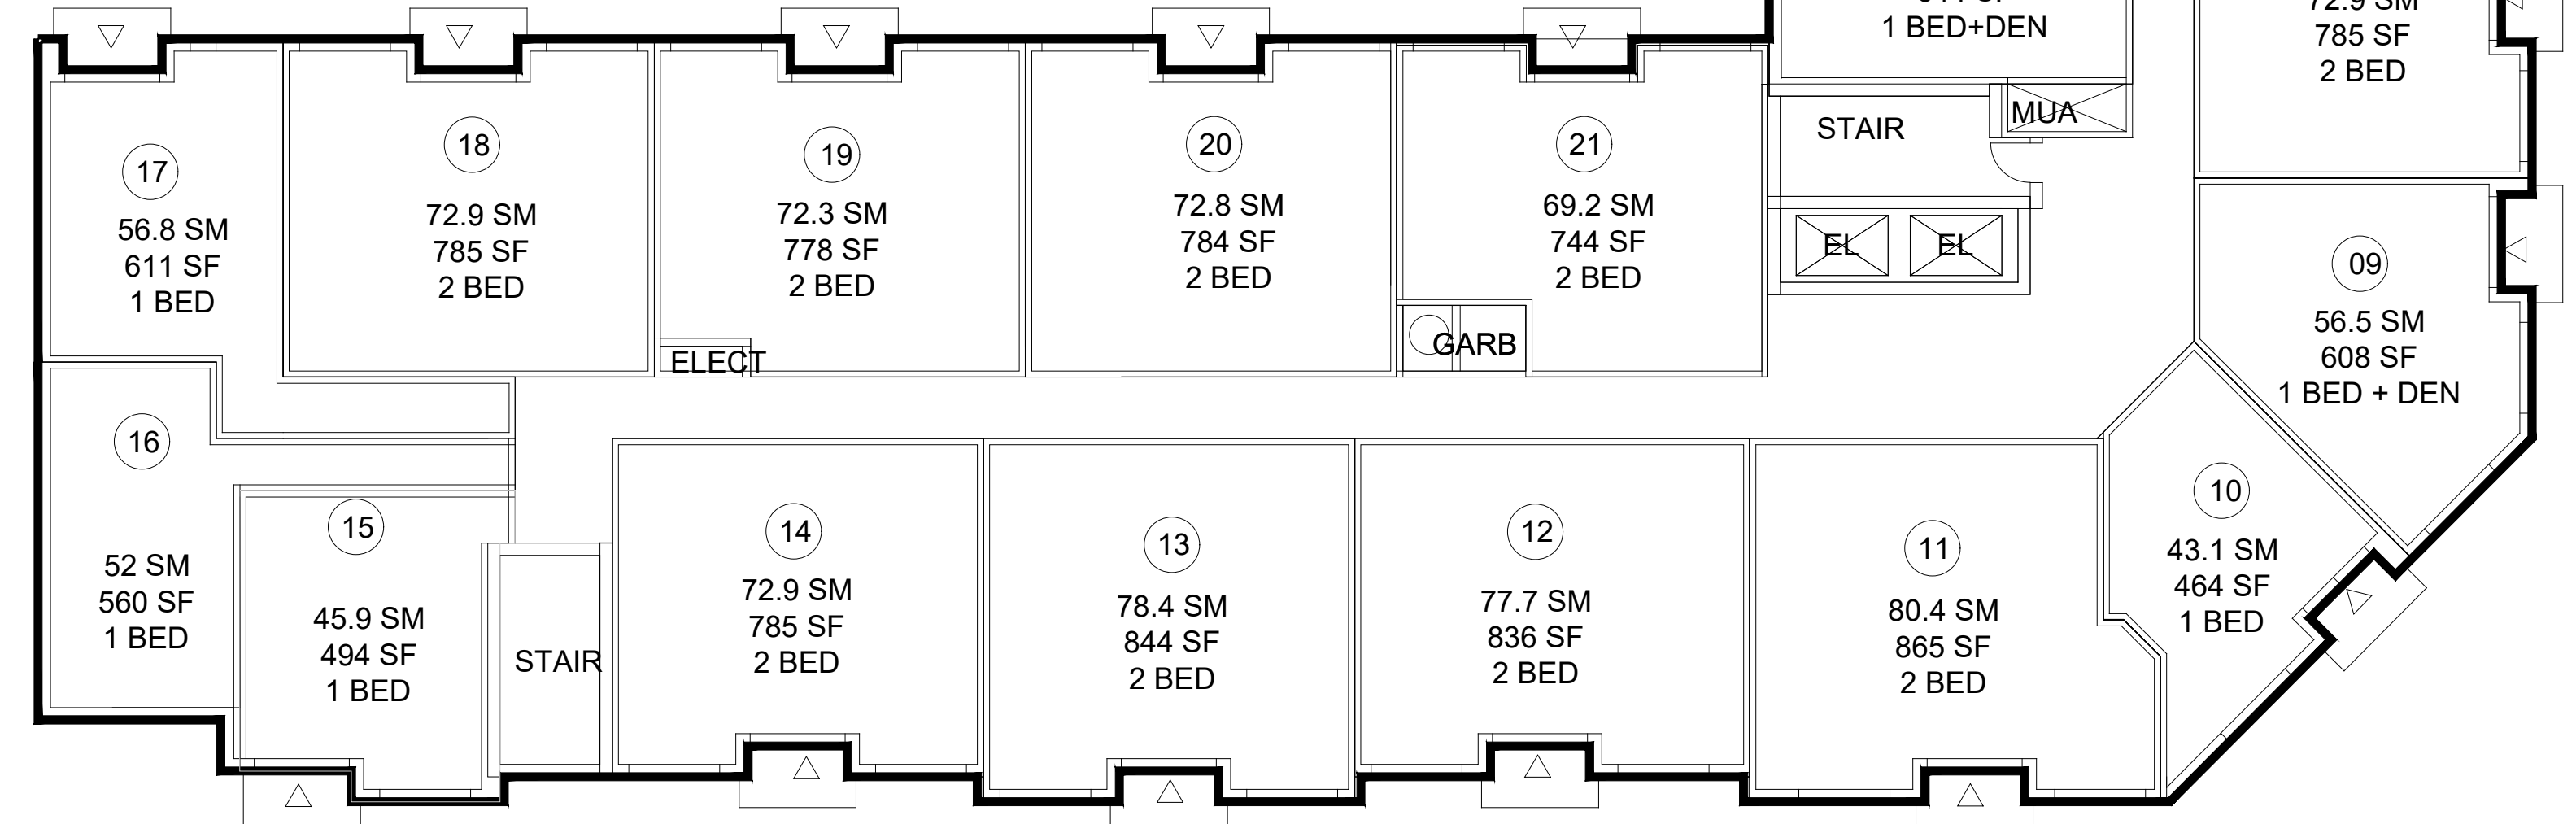 1 BED+DEN
72.9 SM
785 SF
2 BED
STAIR
MUA
17
56.8 SM
611 SF
1 BED
18
72.9 SM
785 SF
2 BED
19
72.3 SM
778 SF
2 BED
ELECT
20
72.8 SM
784 SF
2 BED
21
69.2 SM
744 SF
2 BED
GARB
EL
EL
09
56.5 SM
608 SF
1 BED + DEN
16
52 SM
560 SF
1 BED
15
45.9 SM
494 SF
1 BED
STAIR
14
72.9 SM
785 SF
2 BED
13
78.4 SM
844 SF
2 BED
12
77.7 SM
836 SF
2 BED
11
80.4 SM
865 SF
2 BED
10
43.1 SM
464 SF
1 BED